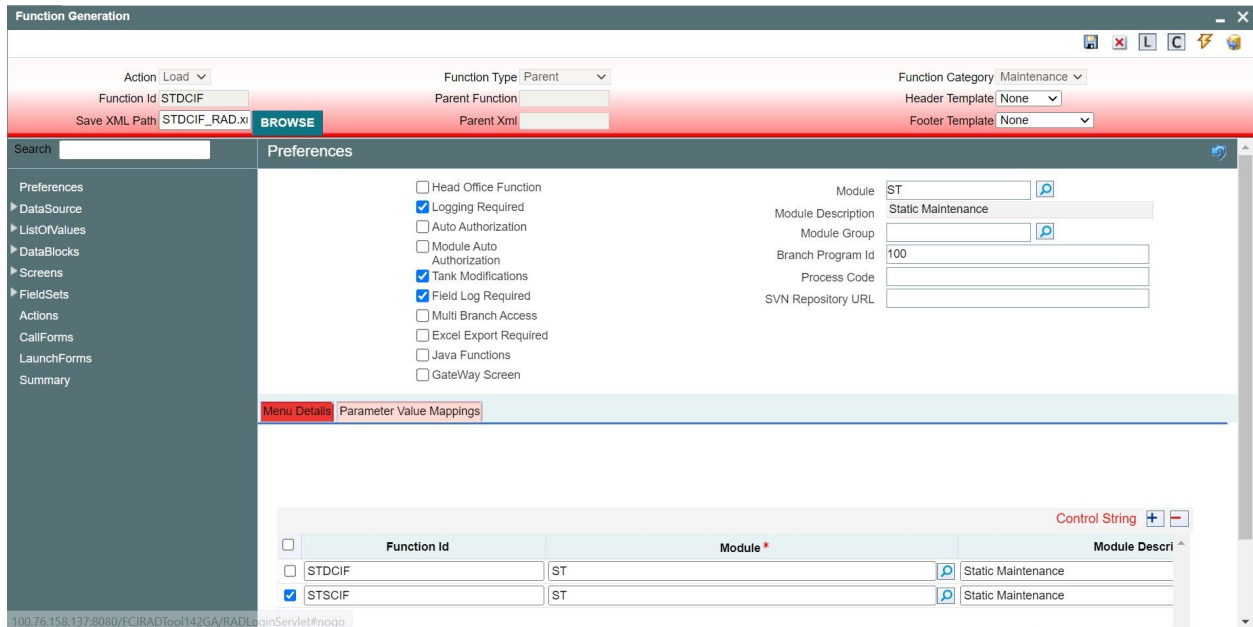 Function Generation
L C
Action Load Function Type Parent Function Category Maintenance
Function Id STDCIF Parent Function Header Template None
Save XML Path STDCIF_RAD.x BROWSE Parent Xml Footer Template None
Search Preferences
Preferences
DataSource
ListOfValues
DataBlocks
Screens
FieldSets
Actions
CallForms
LaunchForms
Summary
Head Office Function
Logging Required
Auto Authorization
Module Auto
Authorization
Tank Modifications
Field Log Required
Multi Branch Access
Excel Export Required
Java Functions
GateWay Screen
Module ST
Module Description Static Maintenance
Module Group
Branch Program Id 100
Process Code
SVN Repository URL
Menu Details Parameter Value Mappings
Control String
Function Id Module * Module Descri
STDCIF ST Static Maintenance
STSCIF ST Static Maintenance
100.76.158.137:8080/FCJRADTool142GA/RADLoginServlet#nogo